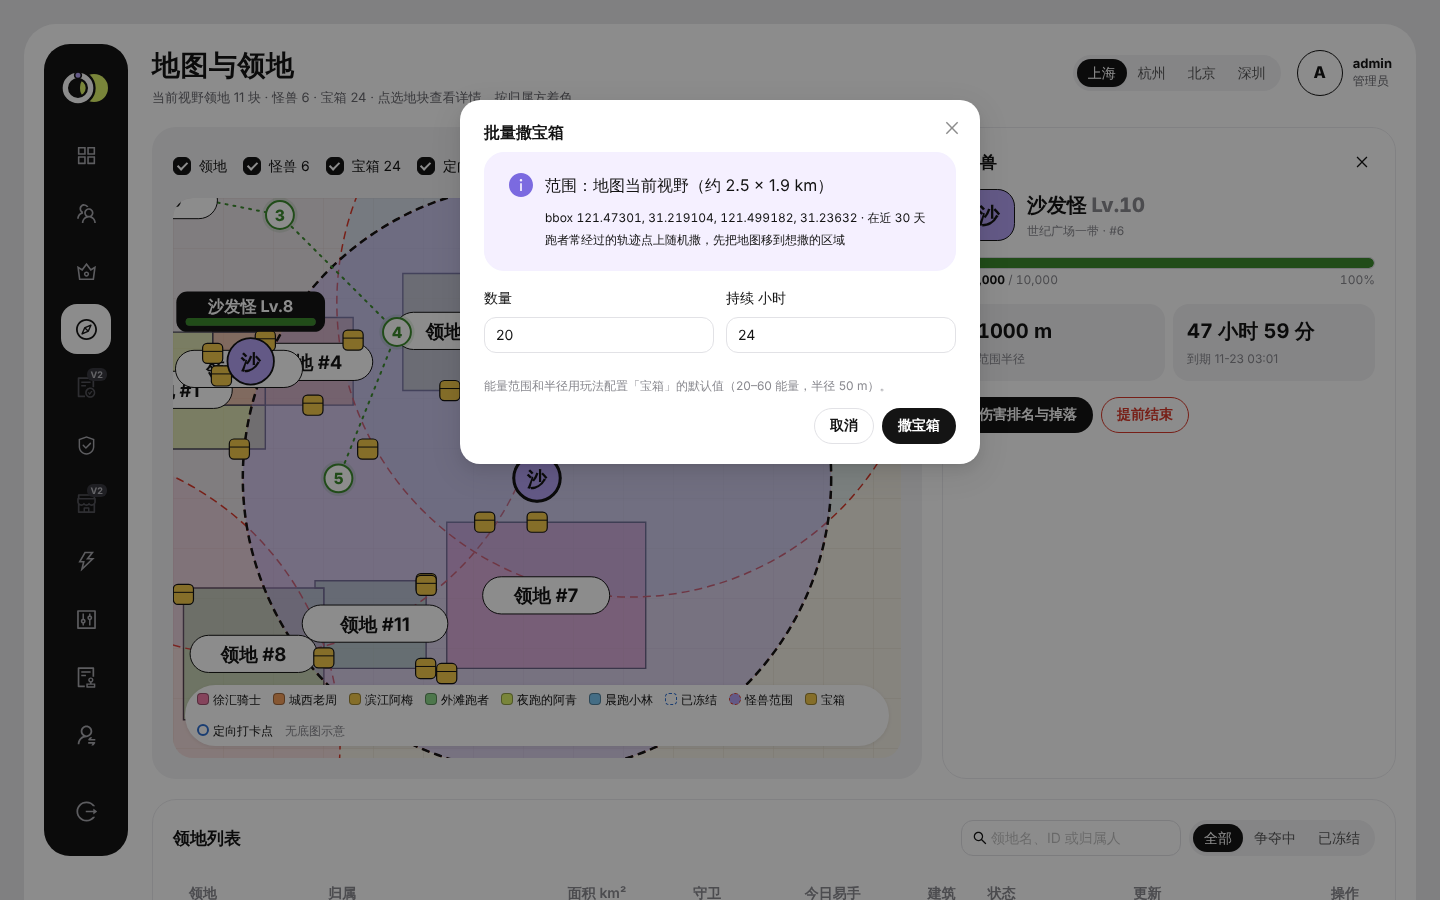 地图与领地
当前视野领地 11 块 · 怪兽 6 · 宝箱 24 · 点选地块查看详情，按归属方着色
上海 杭州 北京 深圳
A
admin
管理员
V2
V2
领地 怪兽 6 宝箱 24
批量撒宝箱
范围：地图当前视野（约 2.5 × 1.9 km）
bbox 121.47301, 31.219104, 121.499182, 31.23632 · 在近 30 天
跑者常经过的轨迹点上随机撒，先把地图移到想撒的区域
数量
持续 小时
20
24
能量范围和半径用玩法配置「宝箱」的默认值（20–60 能量，半径 50 m）。
取消
撒宝箱
3
沙发怪 Lv.8
4
沙
地 #4
5
沙
领地 #7
领地 #11
领地 #8
徐汇骑士 城西老周 滨江阿梅 外滩跑者 夜跑的阿青 晨跑小林 已冻结 怪兽范围 宝箱
定向打卡点 无底图示意
兽
沙
沙发怪 Lv.10
世纪广场一带 · #6
,000 / 10,000
100%
1000 m
范围半径
47 小时 59 分
到期 11-23 03:01
伤害排名与掉落
提前结束
领地列表
领地名、ID 或归属人
全部 争夺中 已冻结
领地 归属 面积 km² 守卫 今日易手 建筑 状态 更新 操作